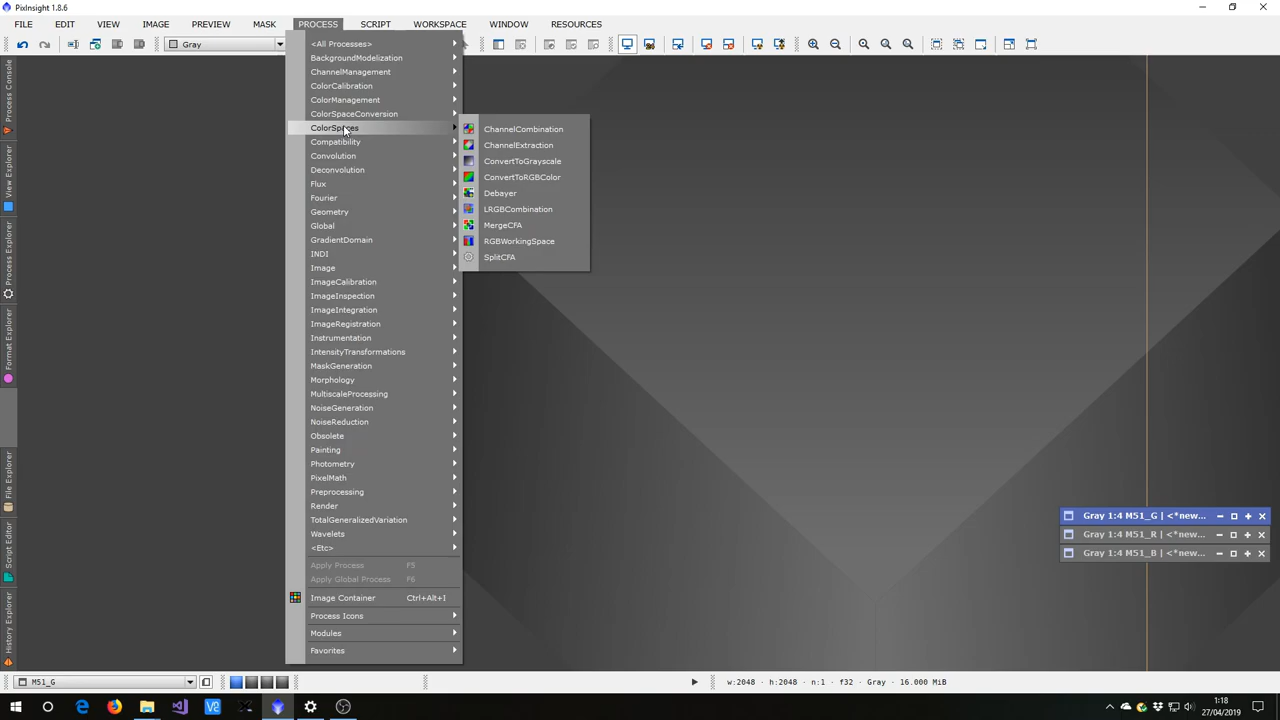 PixInsight 1.8.6
FILE EDIT VIEW IMAGE PREVIEW MASK PROCESS SCRIPT WORKSPACE WINDOW RESOURCES
Gray
Process Console
View Explorer
Process Explorer
Format Explorer
File Explorer
Script Editor
History Explorer
<All Processes>
BackgroundModelization
ChannelManagement
ColorCalibration
ColorManagement
ColorSpaceConversion
ColorSpaces
Compatibility
Convolution
Deconvolution
Flux
Fourier
Geometry
Global
GradientDomain
INDI
Image
ImageCalibration
ImageInspection
ImageIntegration
ImageRegistration
Instrumentation
IntensityTransformations
MaskGeneration
Morphology
MultiscaleProcessing
NoiseGeneration
NoiseReduction
Obsolete
Painting
Photometry
PixelMath
Preprocessing
Render
TotalGeneralizedVariation
Wavelets
<Etc>
Apply Process F5
Apply Global Process F6
Image Container Ctrl+Alt+I
Process Icons
Modules
Favorites
ChannelCombination
ChannelExtraction
ConvertToGrayscale
ConvertToRGBColor
Debayer
LRGBCombination
MergeCFA
RGBWorkingSpace
SplitCFA
Gray 1:4 M51_G | <*new...
Gray 1:4 M51_R | <*new...
Gray 1:4 M51_B | <*new...
M51_G
w:2048 · h:2048 · n:1 · f32 · Gray · 16.000 MiB
V2
1:18
27/04/2019